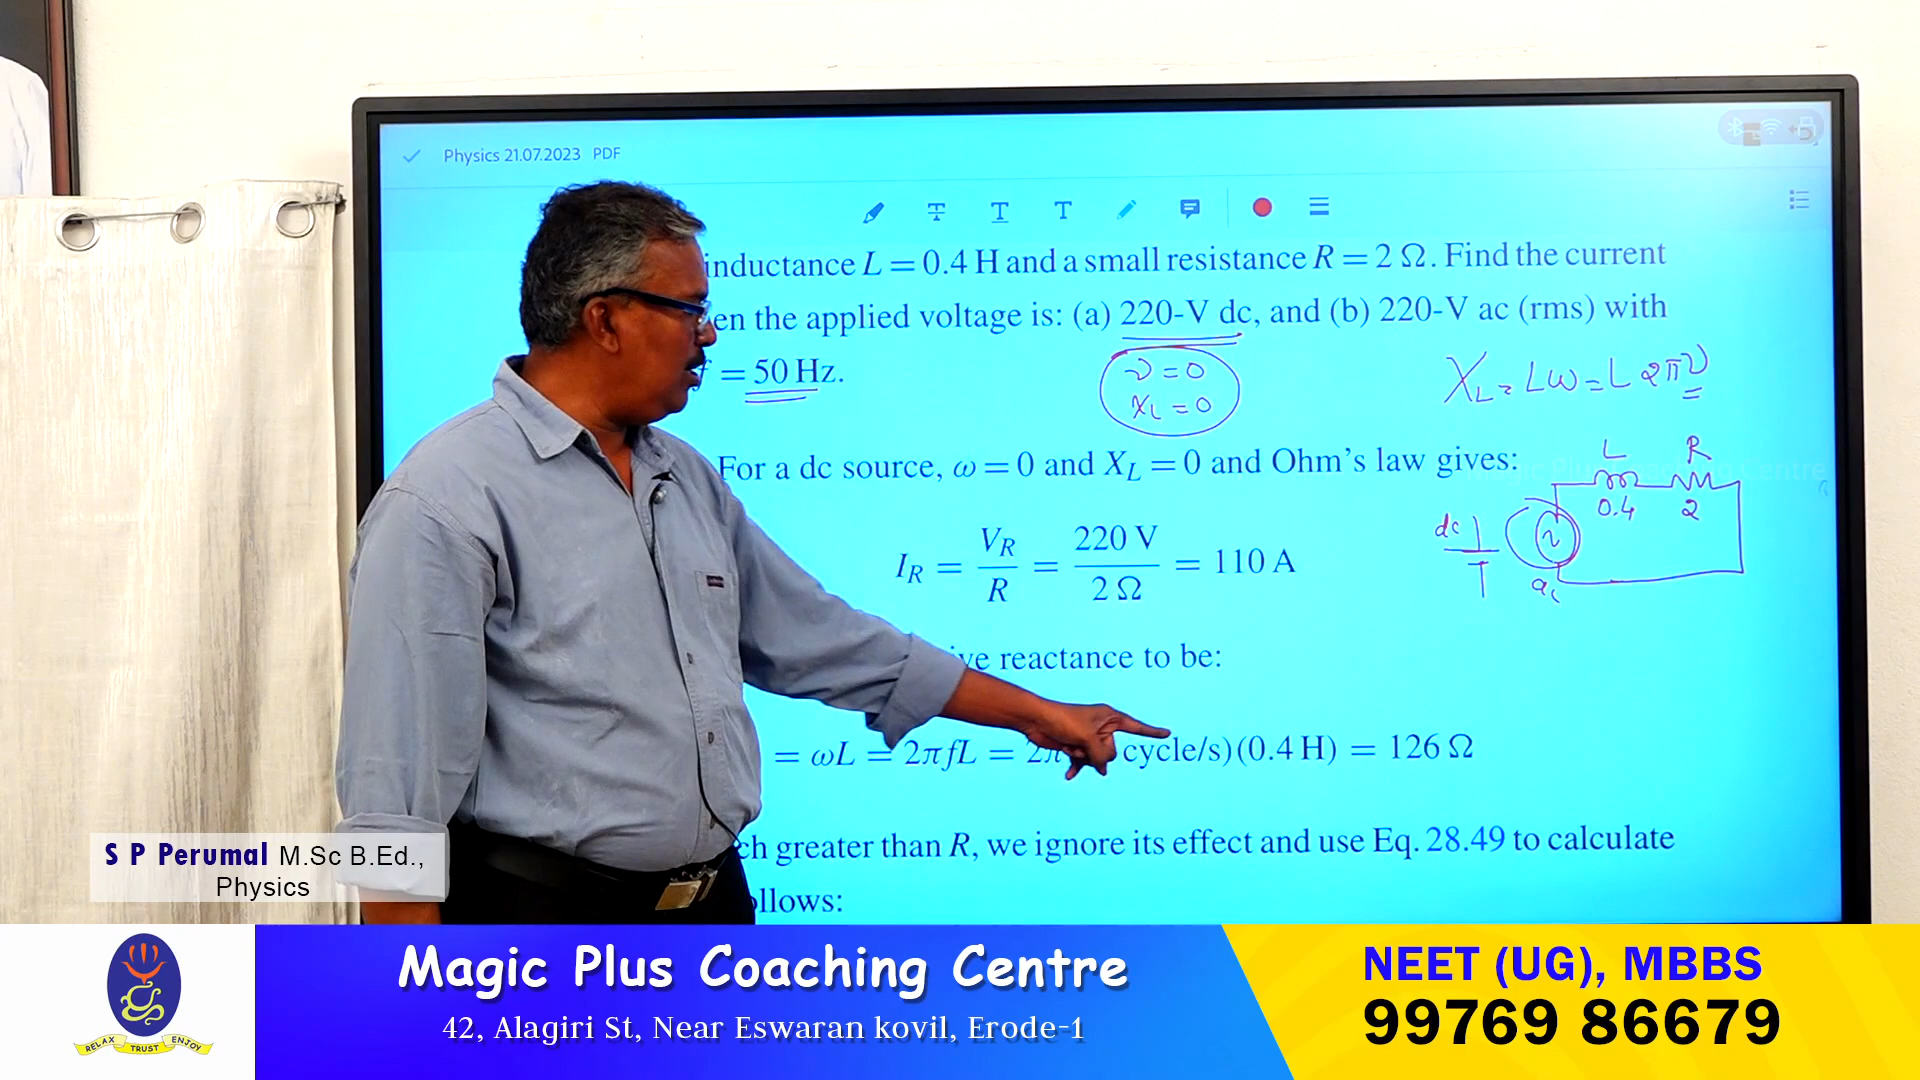 Physics 21.07.2023 PDF
inductance L = 0.4 H and a small resistance R = 2 Ω. Find the current
en the applied voltage is: (a) 220-V dc, and (b) 220-V ac (rms) with
f = 50 Hz.
ν = 0
XL = 0
XL = Lω = L 2πν
For a dc source, ω = 0 and XL = 0 and Ohm's law gives:
L R
0.4 2
dc
ac
IR = VR / R = 220 V / 2 Ω = 110 A
ive reactance to be:
= ωL = 2πfL = 2π cycle/s)(0.4 H) = 126 Ω
ch greater than R, we ignore its effect and use Eq. 28.49 to calculate
ollows:
S P Perumal M.Sc B.Ed.,
Physics
RELAX TRUST ENJOY
Magic Plus Coaching Centre
42, Alagiri St, Near Eswaran kovil, Erode-1
NEET (UG), MBBS
99769 86679